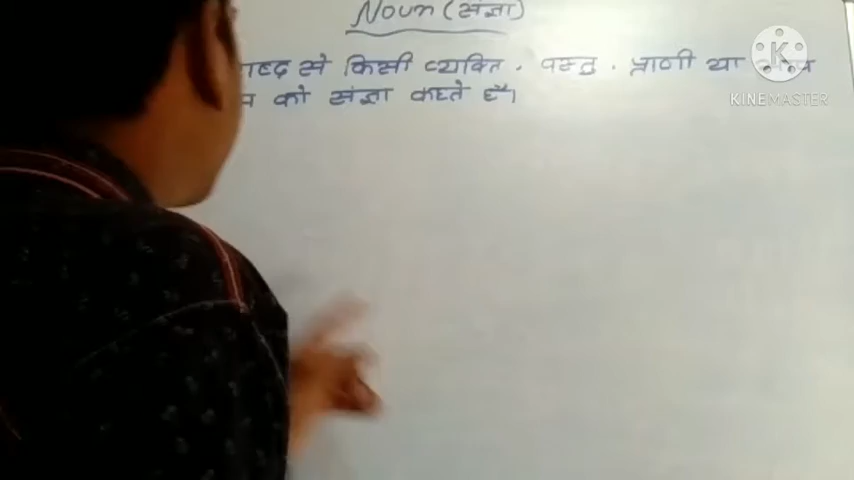 Noun (संज्ञा)
से किसी व्यक्ति . वस्तु . प्राणी या
को संज्ञा कहते हैं।
KINEMASTER